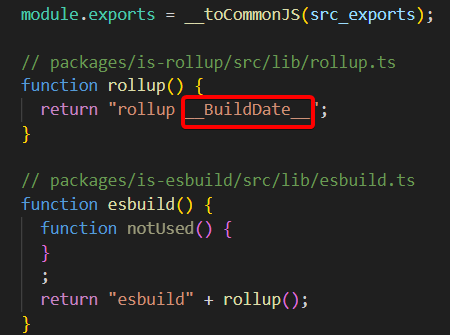 module.exports = __toCommonJS(src_exports);
// packages/is-rollup/src/lib/rollup.ts
function rollup() {
return "rollup __BuildDate__";
}
// packages/is-esbuild/src/lib/esbuild.ts
function esbuild() {
function notUsed() {
}
;
return "esbuild" + rollup();
}